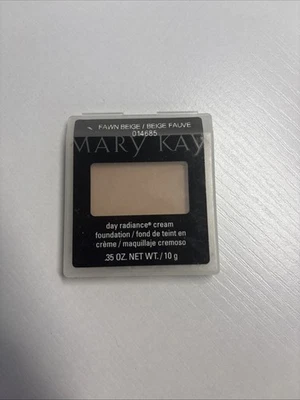 FAWN BEIGE / BEIGE FAUVE
014685
MARY KAY
day radiance® cream
foundation / fond de teint en
crème / maquillaje cremoso
.35 OZ. NET WT. / 10 g